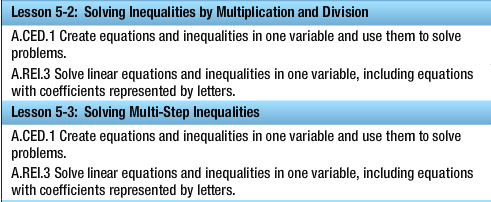 Lesson 5-2: Solving Inequalities by Multiplication and Division
A.CED.1 Create equations and inequalities in one variable and use them to solve
problems.
A.REI.3 Solve linear equations and inequalities in one variable, including equations
with coefficients represented by letters.
Lesson 5-3: Solving Multi-Step Inequalities
A.CED.1 Create equations and inequalities in one variable and use them to solve
problems.
A.REI.3 Solve linear equations and inequalities in one variable, including equations
with coefficients represented by letters.